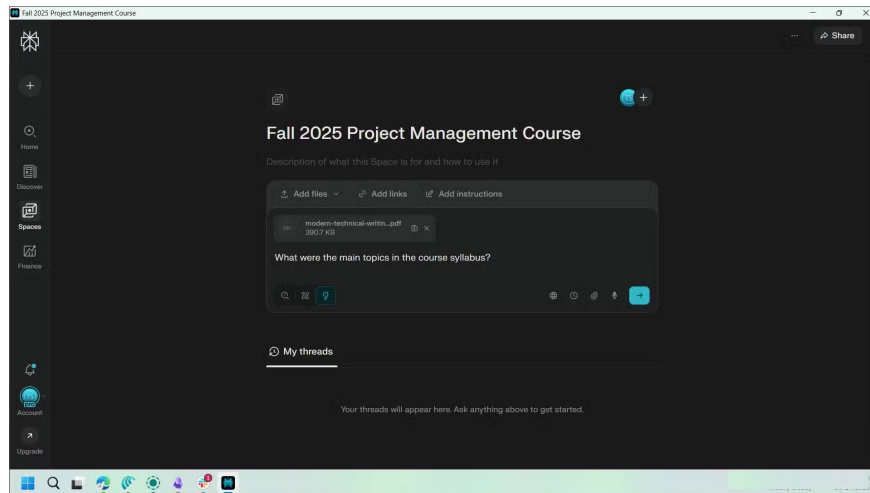 Fall 2025 Project Management Course
Share
Home
Discover
Spaces
Finance
Account
Upgrade
Fall 2025 Project Management Course
Description of what this Space is for and how to use it
Add files
Add links
Add instructions
modern-technical-writin...pdf
390.7 KB
What were the main topics in the course syllabus?
My threads
Your threads will appear here. Ask anything above to get started.